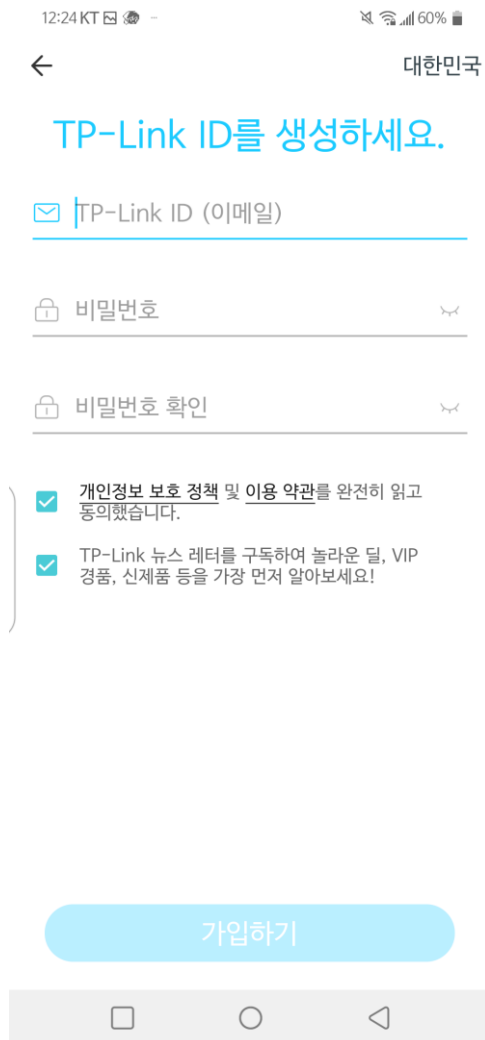 12:24 KT 60%
대한민국
TP-Link ID를 생성하세요.
TP-Link ID (이메일)
비밀번호
비밀번호 확인
개인정보 보호 정책 및 이용 약관를 완전히 읽고
동의했습니다.
TP-Link 뉴스 레터를 구독하여 놀라운 딜, VIP
경품, 신제품 등을 가장 먼저 알아보세요!
가입하기